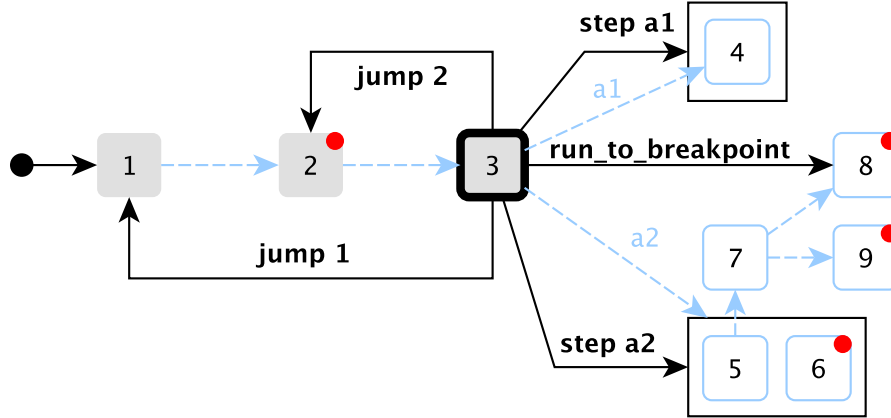 step a1
4
jump 2
a1
1
2
3
run_to_breakpoint
8
a2
7
9
jump 1
step a2
5
6